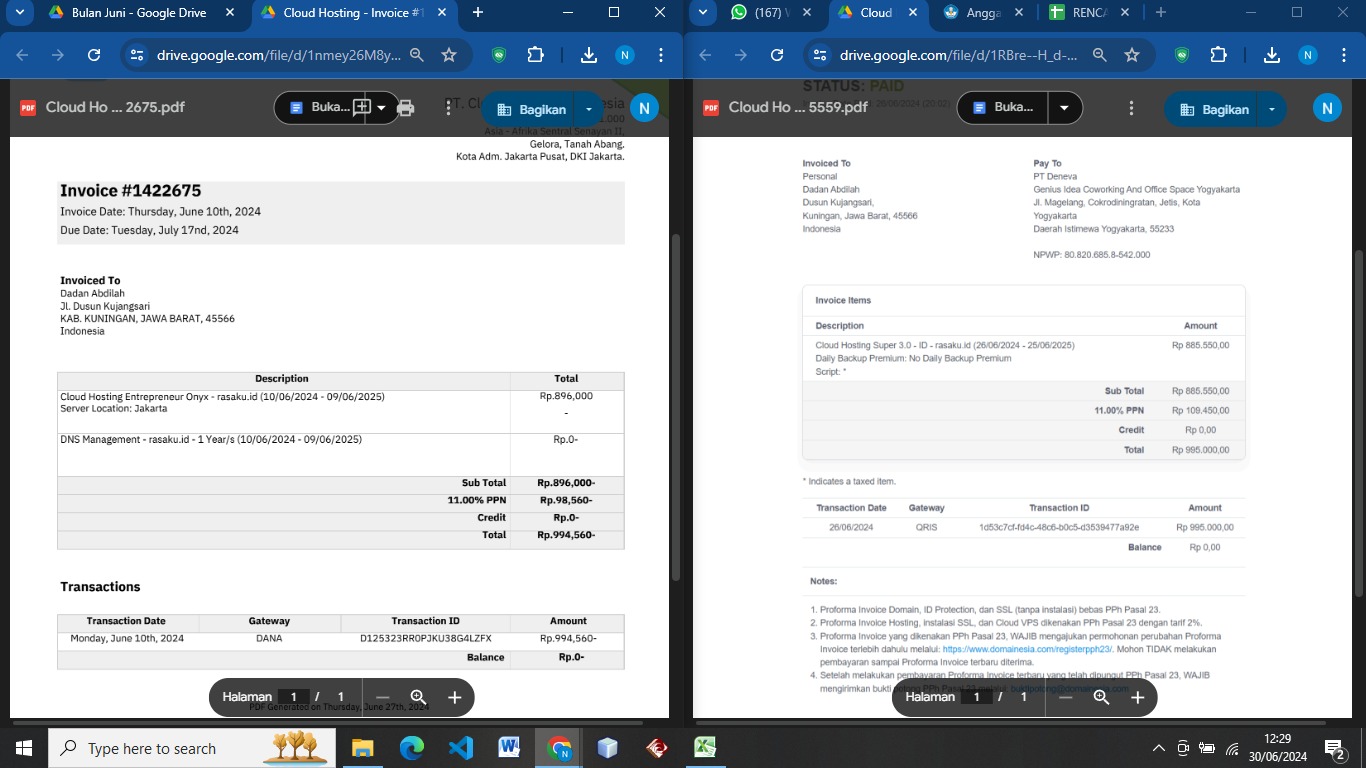 Bulan Juni - Google Drive
Cloud Hosting - Invoice #1
drive.google.com/file/d/1nmey26M8y...
N
PDF
Cloud Ho ... 2675.pdf
Buka...
Bagikan
N
Asia - Afrika Sentral Senayan II,
Gelora, Tanah Abang.
Kota Adm. Jakarta Pusat, DKI Jakarta.
Invoice #1422675
Invoice Date: Thursday, June 10th, 2024
Due Date: Tuesday, July 17nd, 2024
Invoiced To
Dadan Abdilah
Jl. Dusun Kujangsari
KAB. KUNINGAN, JAWA BARAT, 45566
Indonesia
Description Total
Cloud Hosting Entrepreneur Onyx - rasaku.id (10/06/2024 - 09/06/2025) Rp.896,000
Server Location: Jakarta -
DNS Management - rasaku.id - 1 Year/s (10/06/2024 - 09/06/2025) Rp.0-
Sub Total Rp.896,000-
11.00% PPN Rp.98,560-
Credit Rp.0-
Total Rp.994,560-
Transactions
Transaction Date Gateway Transaction ID Amount
Monday, June 10th, 2024 DANA D125323RR0PJKU38G4LZFX Rp.994,560-
Balance Rp.0-
Halaman 1 / 1
PDF Generated on Thursday, June 27th, 2024
(167)
Cloud
Angga
RENCA
drive.google.com/file/d/1RBre--H_d-...
N
STATUS: PAID
PDF
Cloud Ho ... 5559.pdf
Buka...
Bagikan
N
28/06/2024 (20:02)
Invoiced To
Personal
Dadan Abdilah
Dusun Kujangsari,
Kuningan, Jawa Barat, 45566
Indonesia
Pay To
PT Deneva
Genius Idea Coworking And Office Space Yogyakarta
Jl. Magelang, Cokrodiningratan, Jetis, Kota
Yogyakarta
Daerah Istimewa Yogyakarta, 55233
NPWP: 80.820.685.8-542.000
Invoice Items
Description Amount
Cloud Hosting Super 3.0 - ID - rasaku.id (26/06/2024 - 25/06/2025) Rp 885.550,00
Daily Backup Premium: No Daily Backup Premium
Script: *
Sub Total Rp 885.550,00
11.00% PPN Rp 109.450,00
Credit Rp 0,00
Total Rp 995.000,00
* Indicates a taxed item.
Transaction Date Gateway Transaction ID Amount
26/06/2024 QRIS 1d53c7cf-fd4c-48c6-b0c5-d3539477a92e Rp 995.000,00
Balance Rp 0,00
Notes:
1. Proforma Invoice Domain, ID Protection, dan SSL (tanpa instalasi) bebas PPh Pasal 23.
2. Proforma Invoice Hosting, instalasi SSL, dan Cloud VPS dikenakan PPh Pasal 23 dengan tarif 2%.
3. Proforma Invoice yang dikenakan PPh Pasal 23, WAJIB mengajukan permohonan perubahan Proforma
Invoice terlebih dahulu melalui: https://www.domainesia.com/registerpph23/. Mohon TIDAK melakukan
pembayaran sampai Proforma Invoice terbaru diterima.
4. Setelah melakukan pembayaran Proforma Invoice terbaru yang telah dipungut PPh Pasal 23, WAJIB
mengirimkan bukti potong PPh Pasal 23 melalui
Halaman 1 / 1
Type here to search
12:29
30/06/2024
2